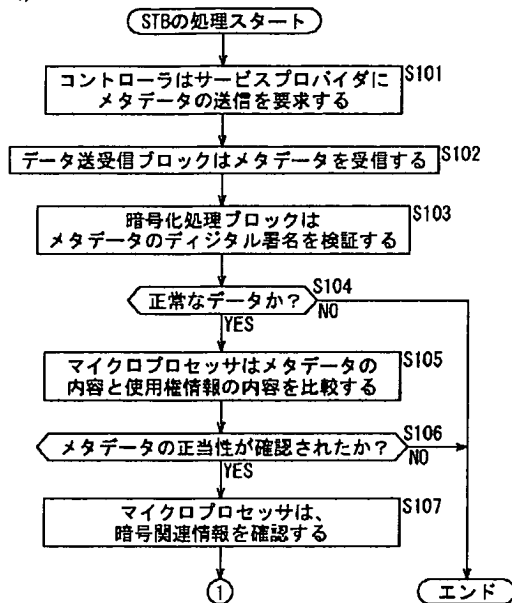 STBの処理スタート
コントローラはサービスプロバイダに
メタデータの送信を要求する
S101
データ送受信ブロックはメタデータを受信する
S102
暗号化処理ブロックは
メタデータのディジタル署名を検証する
S103
正常なデータか？
S104
NO
YES
マイクロプロセッサはメタデータの
内容と使用権情報の内容を比較する
S105
メタデータの正当性が確認されたか？
S106
NO
YES
マイクロプロセッサは、
暗号関連情報を確認する
S107
①
エンド